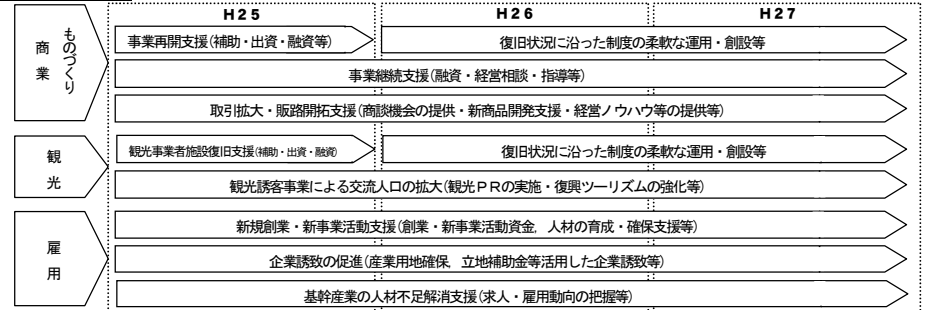 H25 H26 H27
ものづくり
商業
事業再開支援(補助・出資・融資等)
復旧状況に沿った制度の柔軟な運用・創設等
事業継続支援(融資・経営相談・指導等)
取引拡大・販路開拓支援(商談機会の提供・新商品開発支援・経営ノウハウ等の提供等)
観光
観光事業者施設復旧支援(補助・出資・融資)
復旧状況に沿った制度の柔軟な運用・創設等
観光誘客事業による交流人口の拡大(観光PRの実施・復興ツーリズムの強化等)
雇用
新規創業・新事業活動支援(創業・新事業活動資金，人材の育成・確保支援等)
企業誘致の促進(産業用地確保，立地補助金等活用した企業誘致等)
基幹産業の人材不足解消支援(求人・雇用動向の把握等)